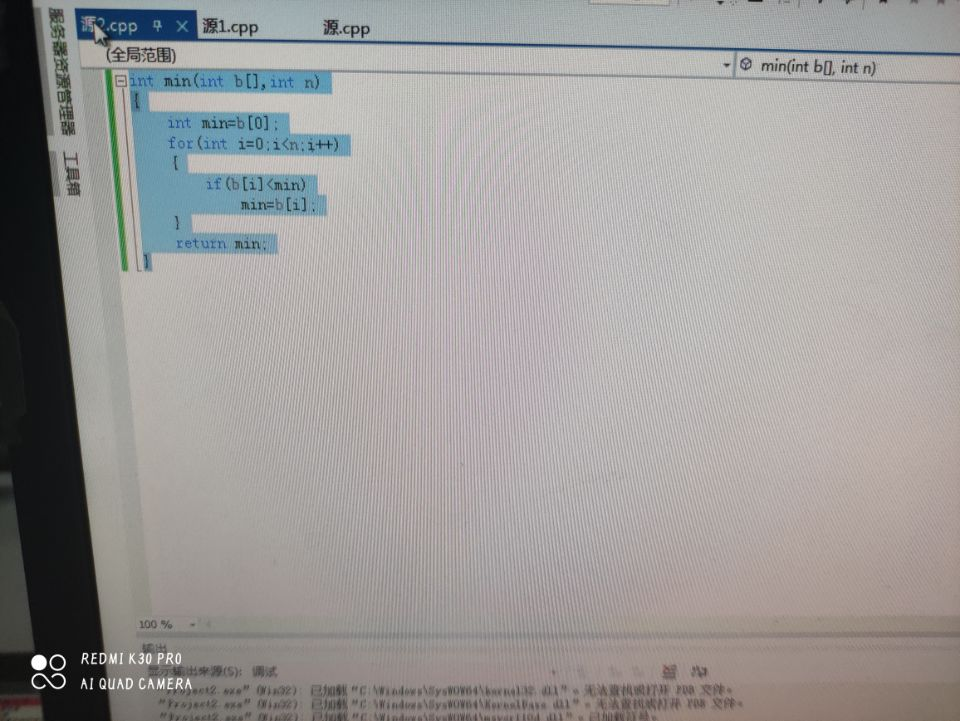 源2.cpp
源1.cpp
源.cpp
服务器资源管理器
工具箱
(全局范围)
min(int b[], int n)
int min(int b[],int n)
{
int min=b[0];
for(int i=0;i<n;i++)
{
if(b[i]<min)
min=b[i];
}
return min;
}
100 %
输出
显示输出来源(S): 调试
"Project2.exe" (Win32): 已加载 "C:\Windows\SysWOW64\kernel32.dll"。无法查找或打开 PDB 文件。
"Project2.exe" (Win32): 已加载 "C:\Windows\SysWOW64\KernelBase.dll"。无法查找或打开 PDB 文件。
"Project2.exe" (Win32): 已加载 "C:\Windows\SysWOW64\msvcr110d.dll"。已加载符号。
REDMI K30 PRO
AI QUAD CAMERA